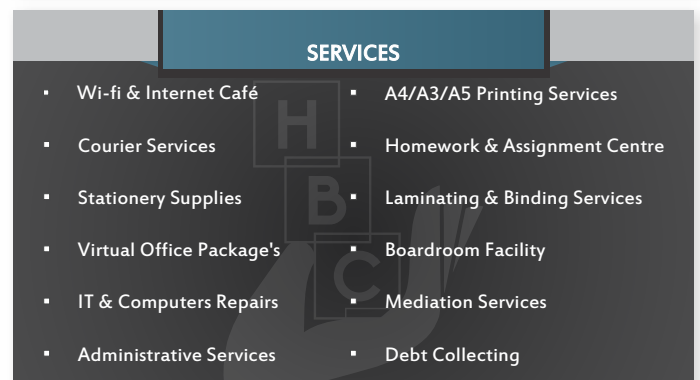 SERVICES
Wi-fi & Internet Café
Courier Services
Stationery Supplies
Virtual Office Package's
IT & Computers Repairs
Administrative Services
A4/A3/A5 Printing Services
Homework & Assignment Centre
Laminating & Binding Services
Boardroom Facility
Mediation Services
Debt Collecting
H
B
C